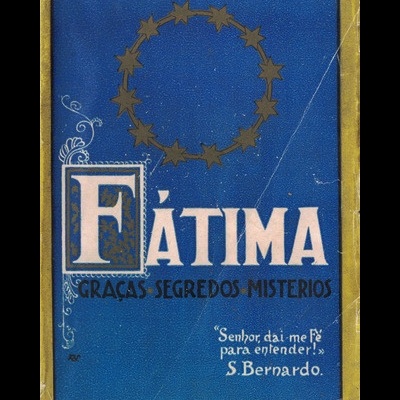 FÁTIMA
GRAÇAS·SEGREDOS·MISTERIOS
“Senhor, dai-me Fé
para entender!»
S. Bernardo.